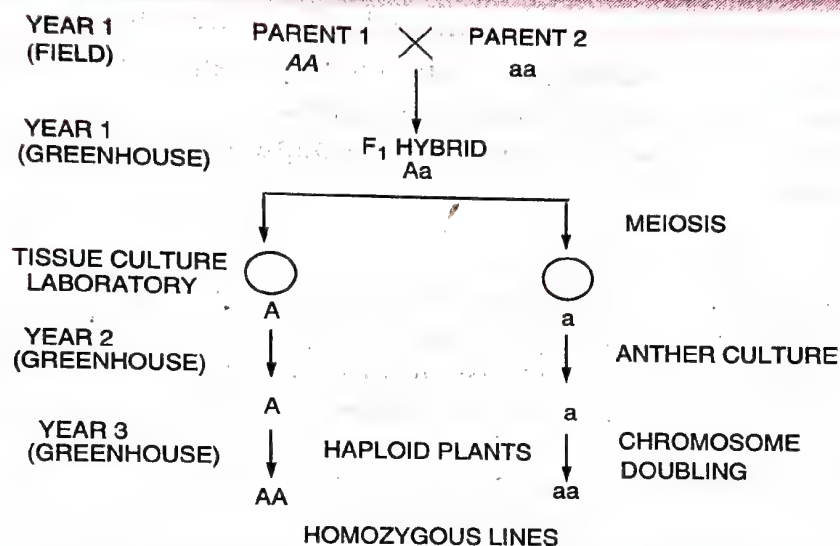 YEAR 1
(FIELD)
PARENT 1
AA
PARENT 2
aa
YEAR 1
(GREENHOUSE)
F₁ HYBRID
Aa
MEIOSIS
TISSUE CULTURE
LABORATORY
A
a
YEAR 2
(GREENHOUSE)
ANTHER CULTURE
A
a
YEAR 3
(GREENHOUSE)
HAPLOID PLANTS
CHROMOSOME
DOUBLING
AA
aa
HOMOZYGOUS LINES